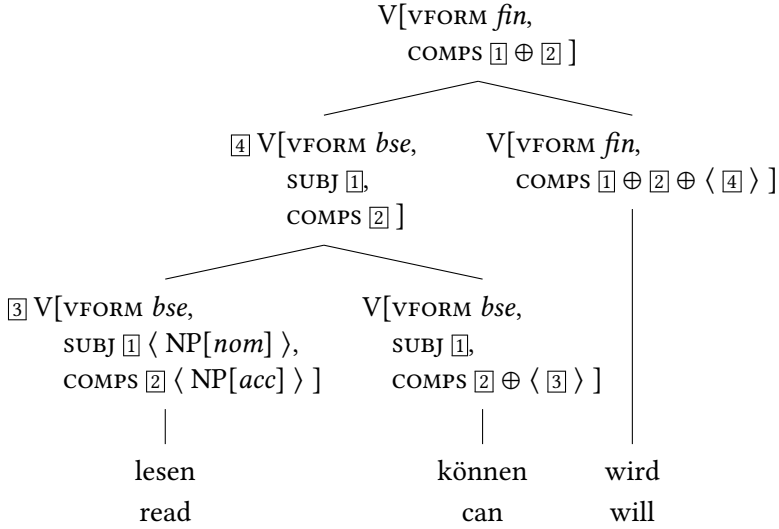 V[VFORM fin,
COMPS 1 ⊕ 2 ]
4 V[VFORM bse, V[VFORM fin,
SUBJ 1, COMPS 1 ⊕ 2 ⊕ ⟨ 4 ⟩ ]
COMPS 2 ]
3 V[VFORM bse, V[VFORM bse,
SUBJ 1 ⟨ NP[nom] ⟩, SUBJ 1,
COMPS 2 ⟨ NP[acc] ⟩ ] COMPS 2 ⊕ ⟨ 3 ⟩ ]
lesen können wird
read can will